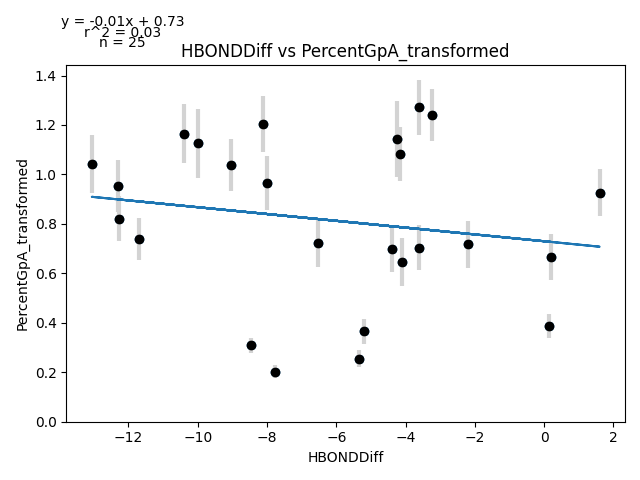 y = -0.01x + 0.73
r^2 = 0.03
n = 25
HBONDDiff vs PercentGpA_transformed
1.4
1.2
1.0
0.8
0.6
0.4
0.2
0.0
PercentGpA_transformed
−12 −10 −8 −6 −4 −2 0 2
HBONDDiff